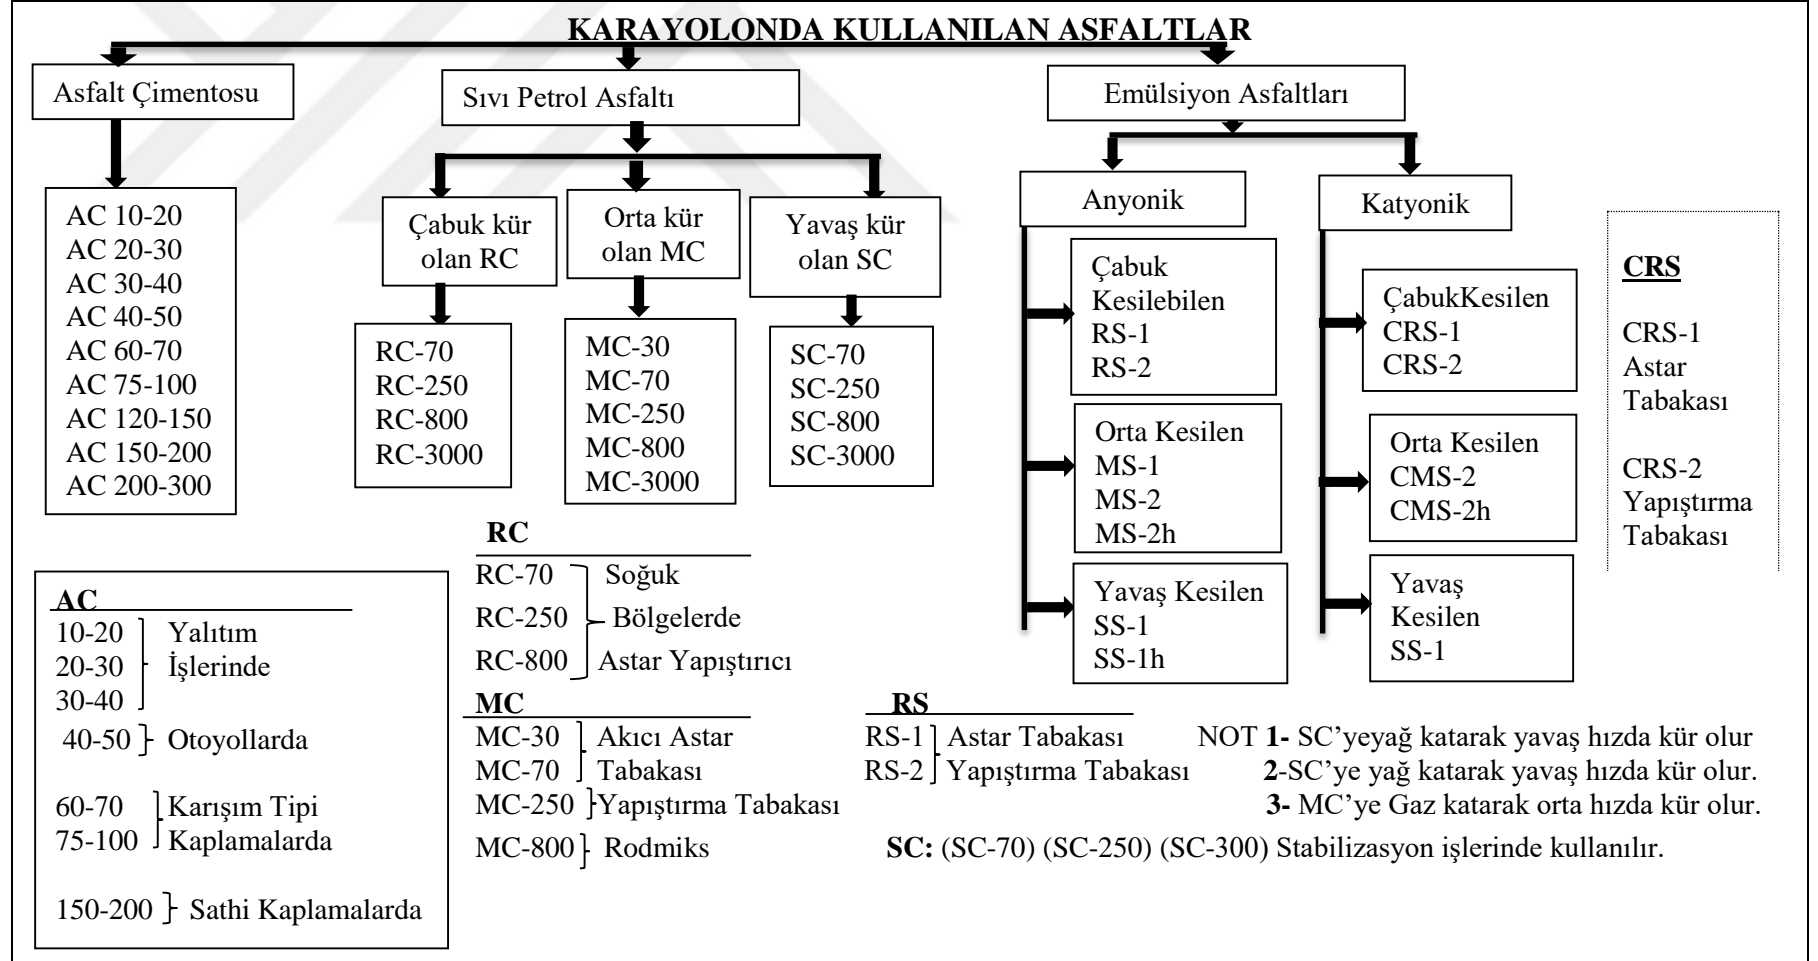 KARAYOLONDA KULLANILAN ASFALTLAR
Asfalt Çimentosu
Sıvı Petrol Asfaltı
Emülsiyon Asfaltları
AC 10-20
AC 20-30
AC 30-40
AC 40-50
AC 60-70
AC 75-100
AC 120-150
AC 150-200
AC 200-300
Çabuk kür
olan RC
Orta kür
olan MC
Yavaş kür
olan SC
RC-70
RC-250
RC-800
RC-3000
MC-30
MC-70
MC-250
MC-800
MC-3000
SC-70
SC-250
SC-800
SC-3000
Anyonik
Katyonik
Çabuk
Kesilebilen
RS-1
RS-2
Orta Kesilen
MS-1
MS-2
MS-2h
Yavaş Kesilen
SS-1
SS-1h
ÇabukKesilen
CRS-1
CRS-2
Orta Kesilen
CMS-2
CMS-2h
Yavaş
Kesilen
SS-1
CRS
CRS-1
Astar
Tabakası
CRS-2
Yapıştırma
Tabakası
AC
10-20 Yalıtım
20-30 İşlerinde
30-40
40-50 Otoyollarda
60-70 Karışım Tipi
75-100 Kaplamalarda
150-200 Sathi Kaplamalarda
RC
RC-70 Soğuk
RC-250 Bölgelerde
RC-800 Astar Yapıştırıcı
MC
MC-30 Akıcı Astar
MC-70 Tabakası
MC-250 Yapıştırma Tabakası
MC-800 Rodmiks
RS
RS-1 Astar Tabakası
RS-2 Yapıştırma Tabakası
NOT 1- SC’yeyağ katarak yavaş hızda kür olur
2-SC’ye yağ katarak yavaş hızda kür olur.
3- MC’ye Gaz katarak orta hızda kür olur.
SC: (SC-70) (SC-250) (SC-300) Stabilizasyon işlerinde kullanılır.